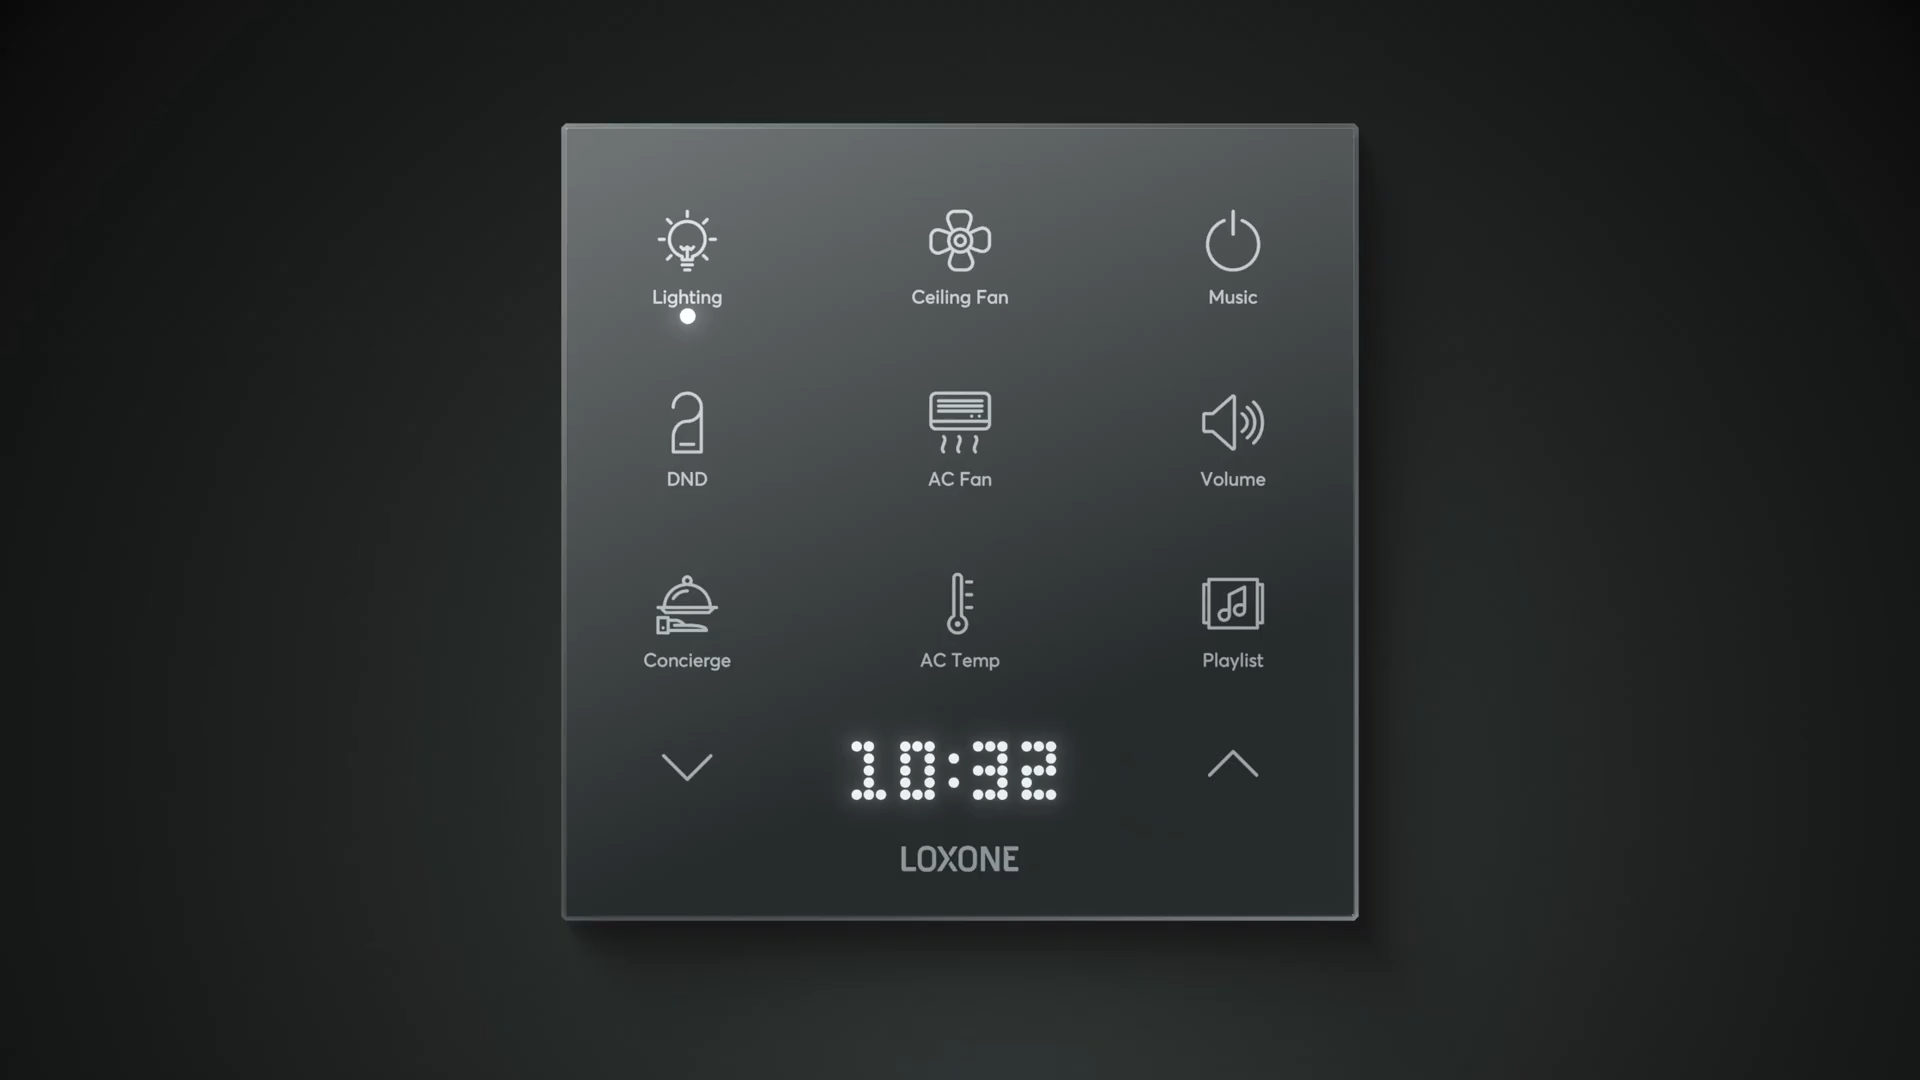 Lighting
Ceiling Fan
Music
DND
AC Fan
Volume
Concierge
AC Temp
Playlist
10:32
LOXONE